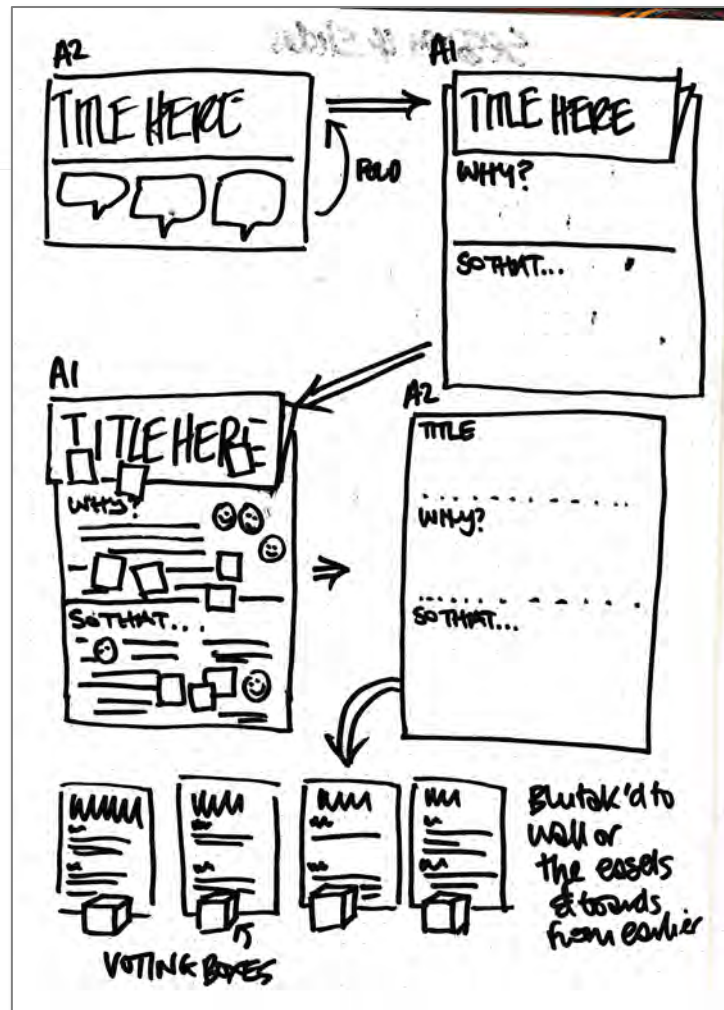 A2
TITLE HERE
FOLD
A1
TITLE HERE
WHY?
SO THAT...
A1
TITLE HERE
WHY?
SO THAT...
A2
TITLE
WHY?
SO THAT...
VOTING BOXES
Blutak'd to
wall or
the easels
& boards
from earlier